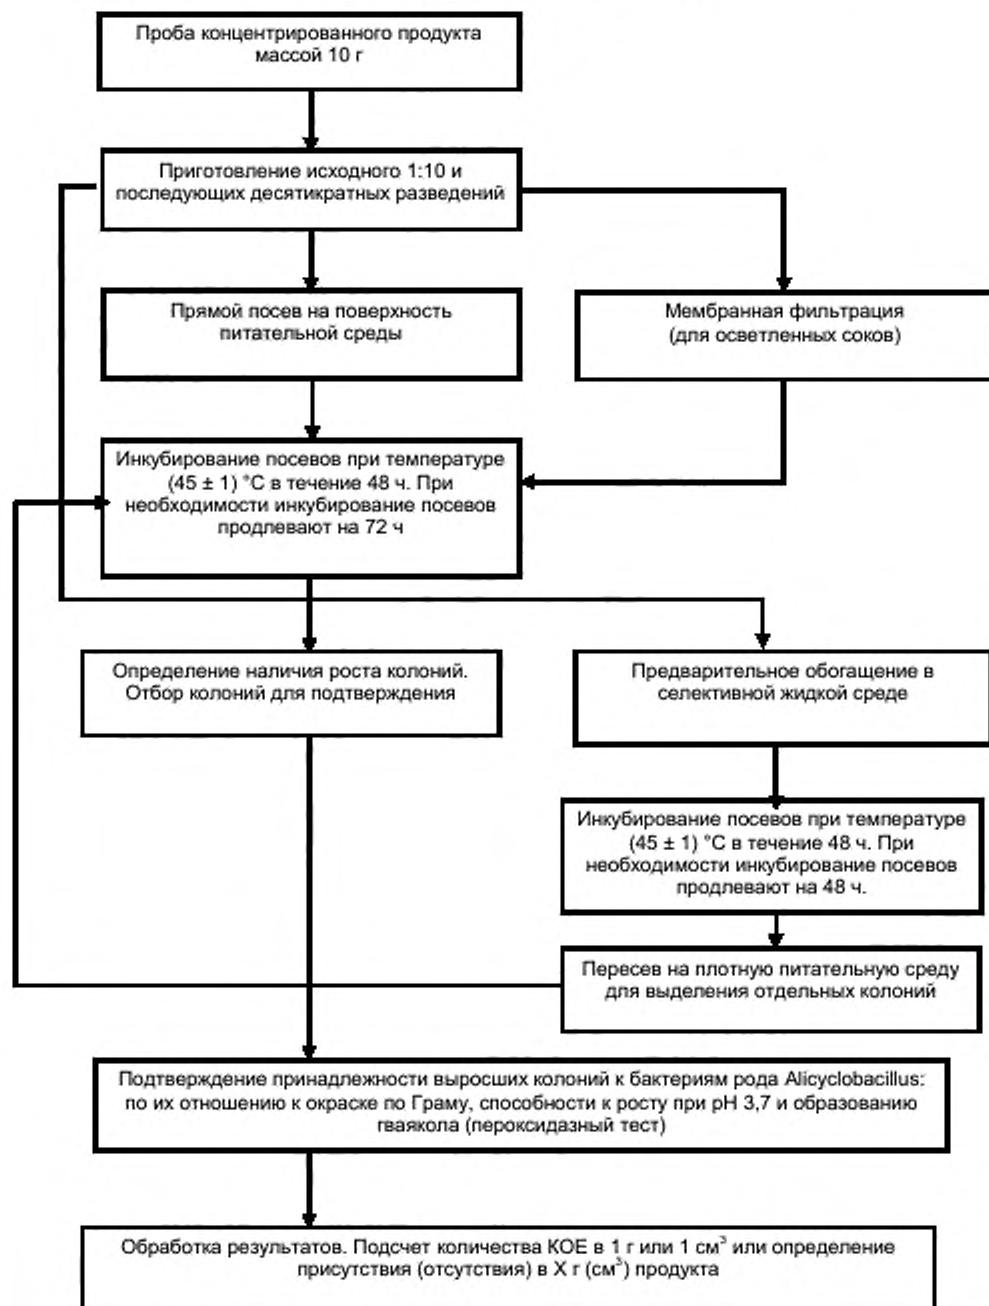 Проба концентрированного продукта
массой 10 г
Приготовление исходного 1:10 и
последующих десятикратных разведений
Прямой посев на поверхность
питательной среды
Мембранная фильтрация
(для осветленных соков)
Инкубирование посевов при температуре
(45 ± 1) °C в течение 48 ч. При
необходимости инкубирование посевов
продлевают на 72 ч
Определение наличия роста колоний.
Отбор колоний для подтверждения
Предварительное обогащение в
селективной жидкой среде
Инкубирование посевов при температуре
(45 ± 1) °C в течение 48 ч. При
необходимости инкубирование посевов
продлевают на 48 ч.
Пересев на плотную питательную среду
для выделения отдельных колоний
Подтверждение принадлежности выросших колоний к бактериям рода Alicyclobacillus:
по их отношению к окраске по Граму, способности к росту при pH 3,7 и образованию
гваякола (пероксидазный тест)
Обработка результатов. Подсчет количества КОЕ в 1 г или 1 см³ или определение
присутствия (отсутствия) в X г (см³) продукта